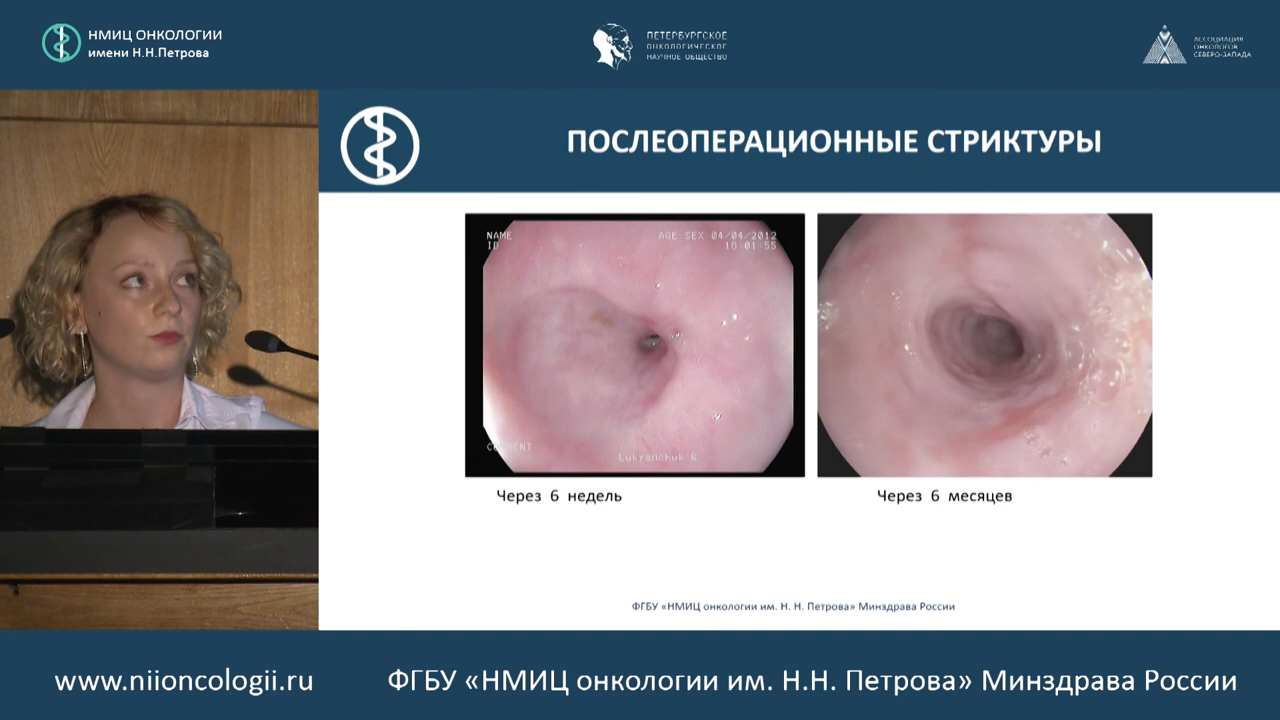 НМИЦ ОНКОЛОГИИ
имени Н.Н.Петрова
ПЕТЕРБУРГСКОЕ
ОНКОЛОГИЧЕСКОЕ
НАУЧНОЕ ОБЩЕСТВО
АССОЦИАЦИЯ
ОНКОЛОГОВ
СЕВЕРО-ЗАПАДА
ПОСЛЕОПЕРАЦИОННЫЕ СТРИКТУРЫ
NAME
ID
AGE SEX 04/04/2012
16:01:55
Lukyanchuk R
Через 6 недель
Через 6 месяцев
ФГБУ «НМИЦ онкологии им. Н. Н. Петрова» Минздрава России
www.niioncologii.ru
ФГБУ «НМИЦ онкологии им. Н.Н. Петрова» Минздрава России